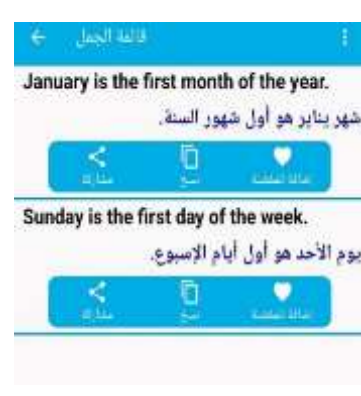 قائمة الجمل
January is the first month of the year.
شهر يناير هو أول شهور السنة.
مشاركة نسخ
Sunday is the first day of the week.
يوم الأحد هو أول أيام الإسبوع.
مشاركة نسخ